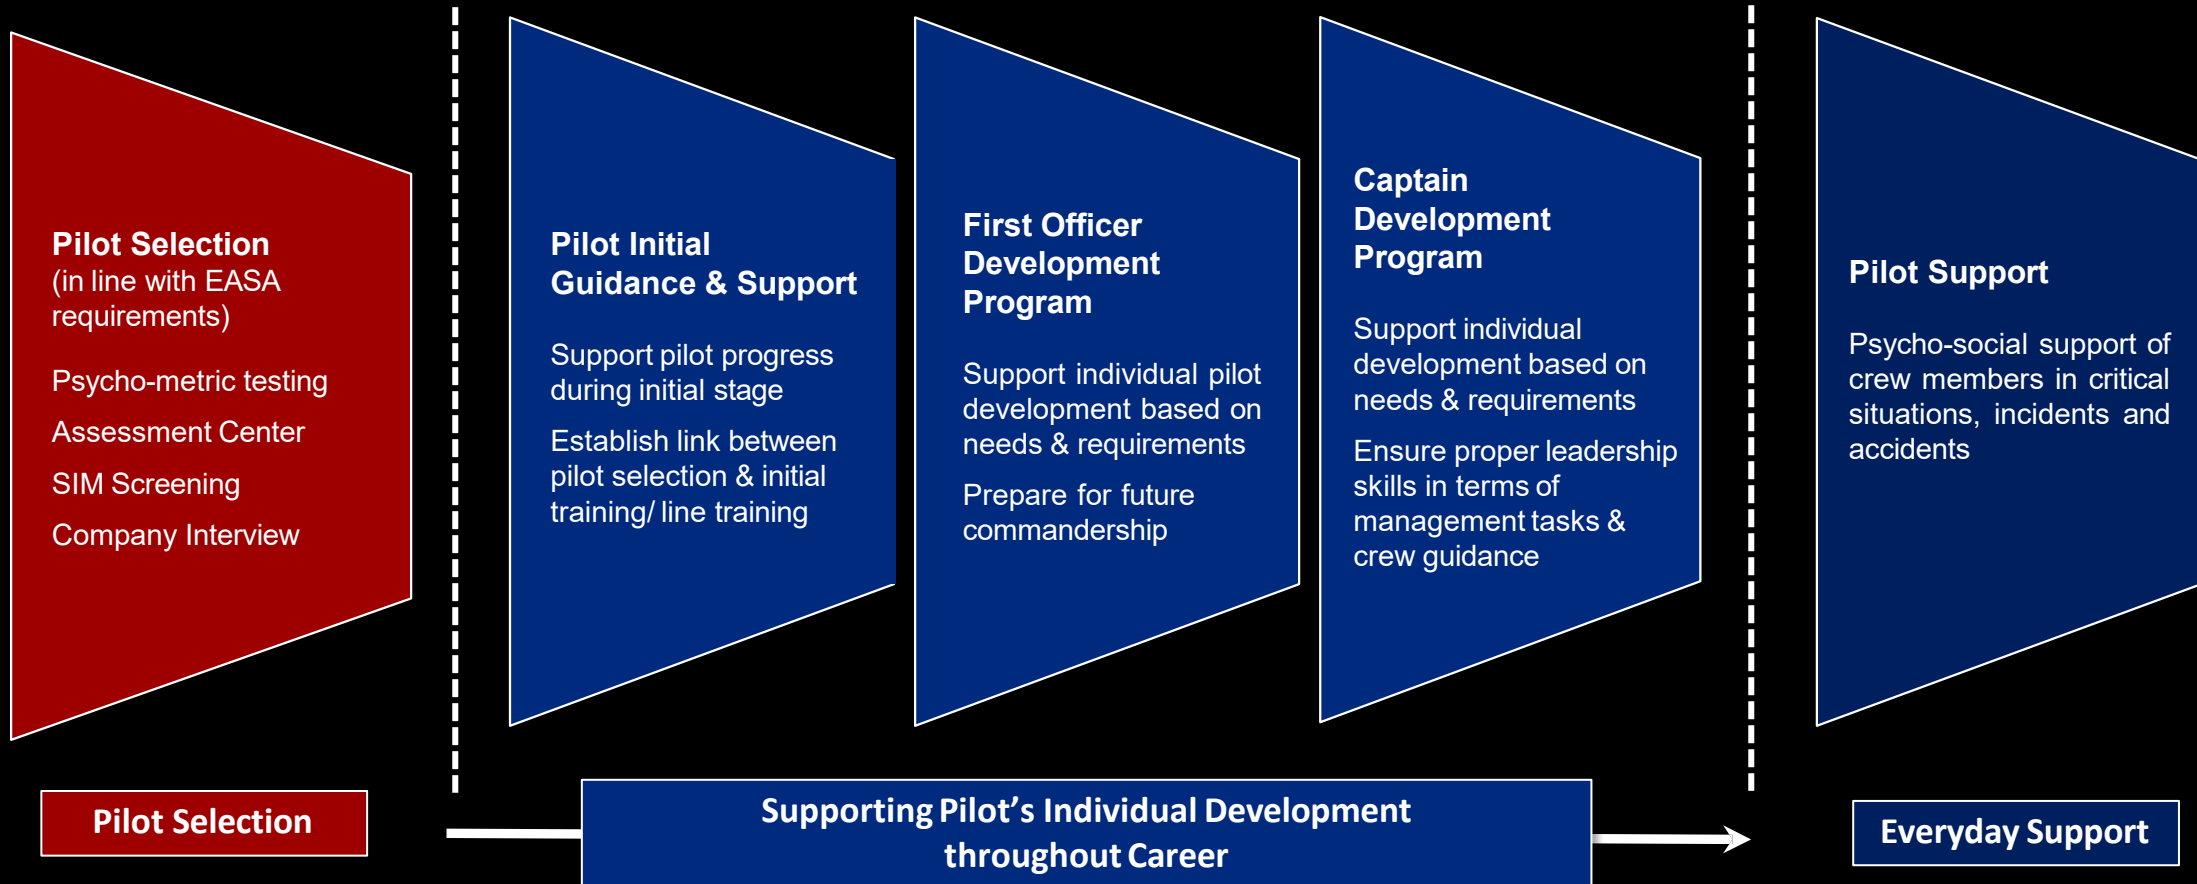 Pilot Selection
(in line with EASA
requirements)
Psycho-metric testing
Assessment Center
SIM Screening
Company Interview
Pilot Initial
Guidance & Support
Support pilot progress
during initial stage
Establish link between
pilot selection & initial
training/ line training
First Officer
Development
Program
Support individual pilot
development based on
needs & requirements
Prepare for future
commandership
Captain
Development
Program
Support individual
development based on
needs & requirements
Ensure proper leadership
skills in terms of
management tasks &
crew guidance
Pilot Support
Psycho-social support of
crew members in critical
situations, incidents and
accidents
Pilot Selection
Supporting Pilot’s Individual Development
throughout Career
Everyday Support